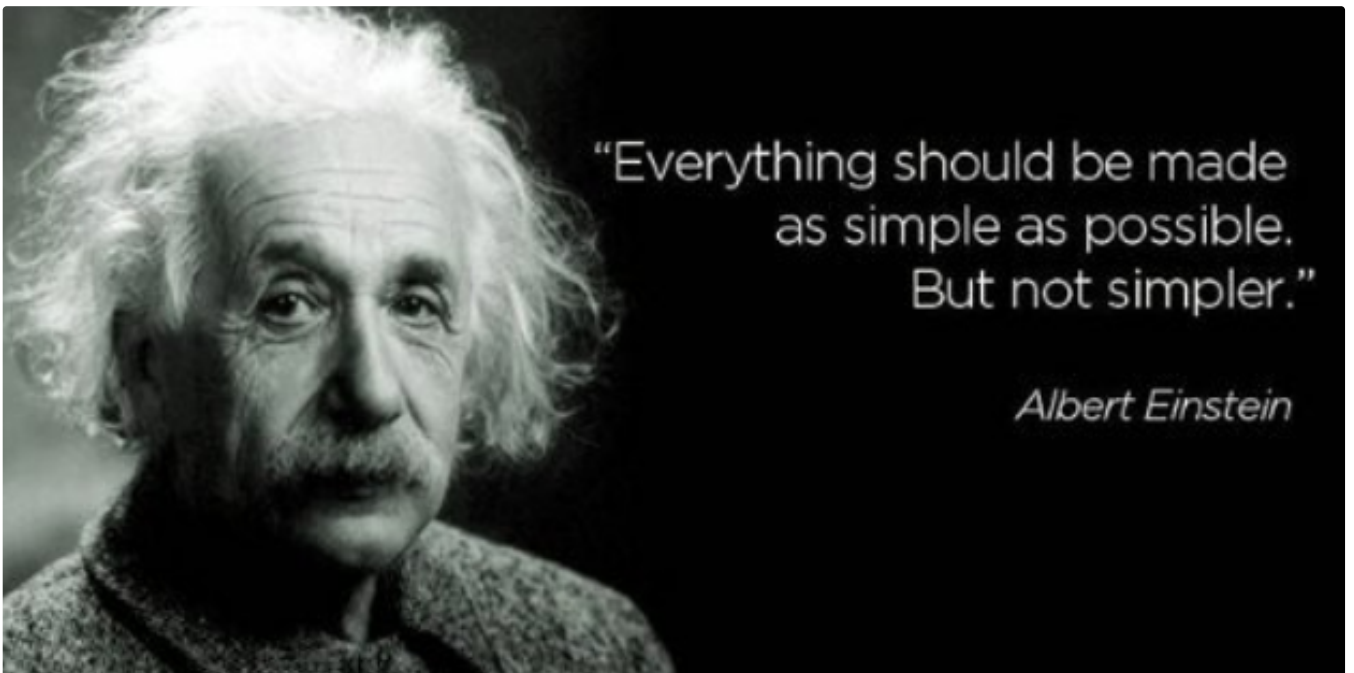 “Everything should be made
as simple as possible.
But not simpler.”
Albert Einstein